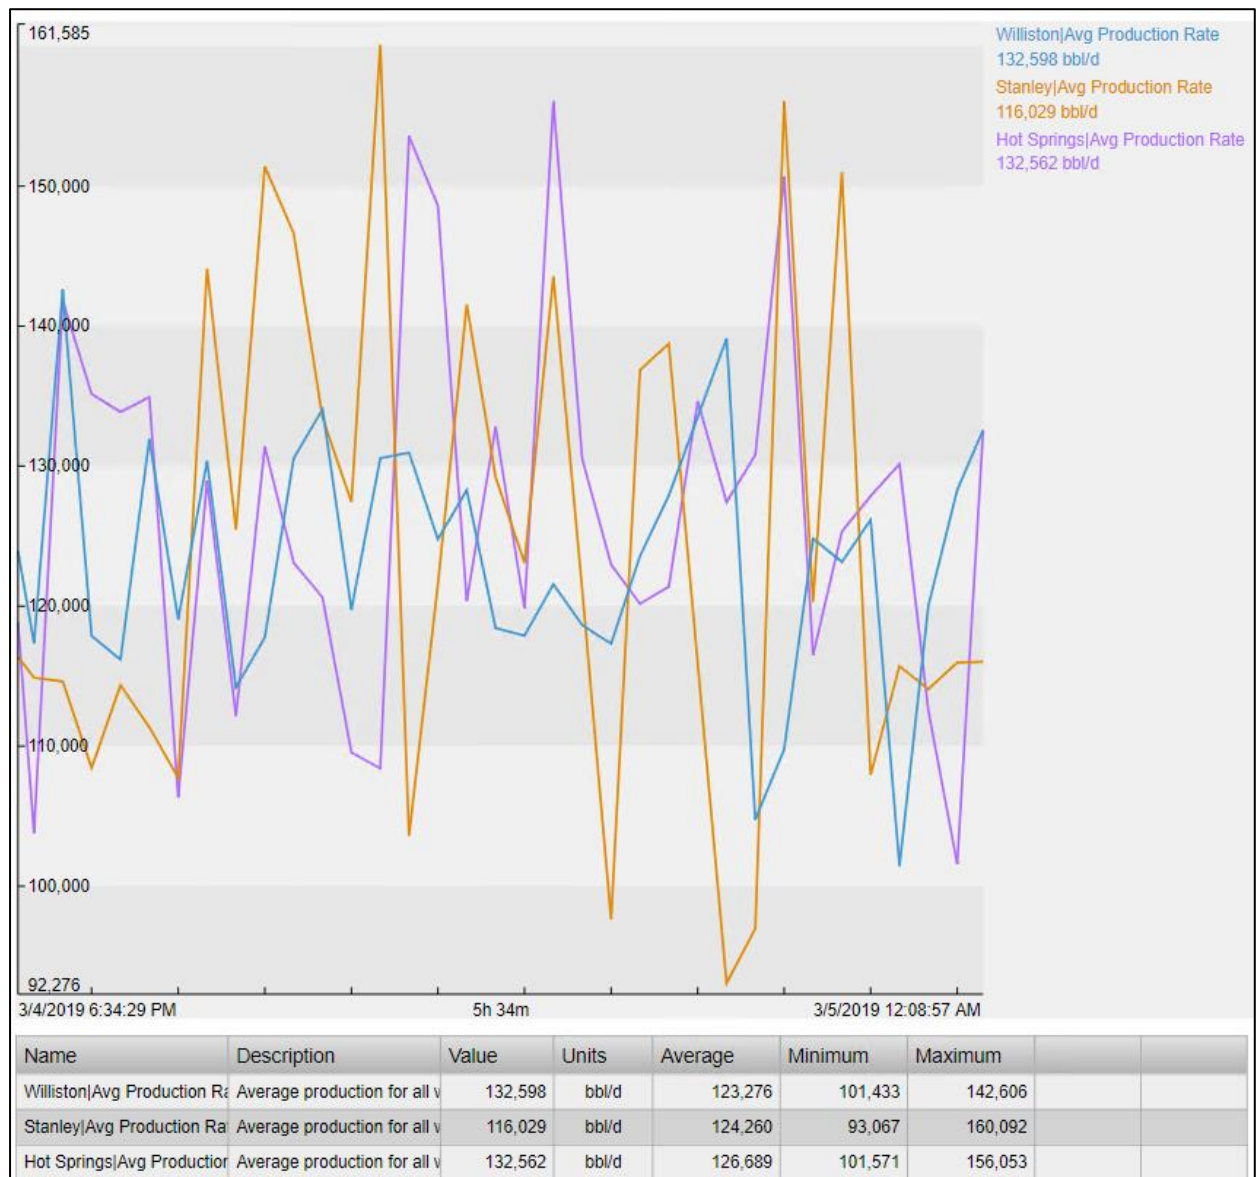 161,585
150,000
140,000
130,000
120,000
110,000
100,000
92,276
3/4/2019 6:34:29 PM 5h 34m 3/5/2019 12:08:57 AM
Williston|Avg Production Rate
132,598 bbl/d
Stanley|Avg Production Rate
116,029 bbl/d
Hot Springs|Avg Production Rate
132,562 bbl/d
Name Description Value Units Average Minimum Maximum
Williston|Avg Production Ra Average production for all v 132,598 bbl/d 123,276 101,433 142,606
Stanley|Avg Production Ra Average production for all v 116,029 bbl/d 124,260 93,067 160,092
Hot Springs|Avg Production Average production for all v 132,562 bbl/d 126,689 101,571 156,053